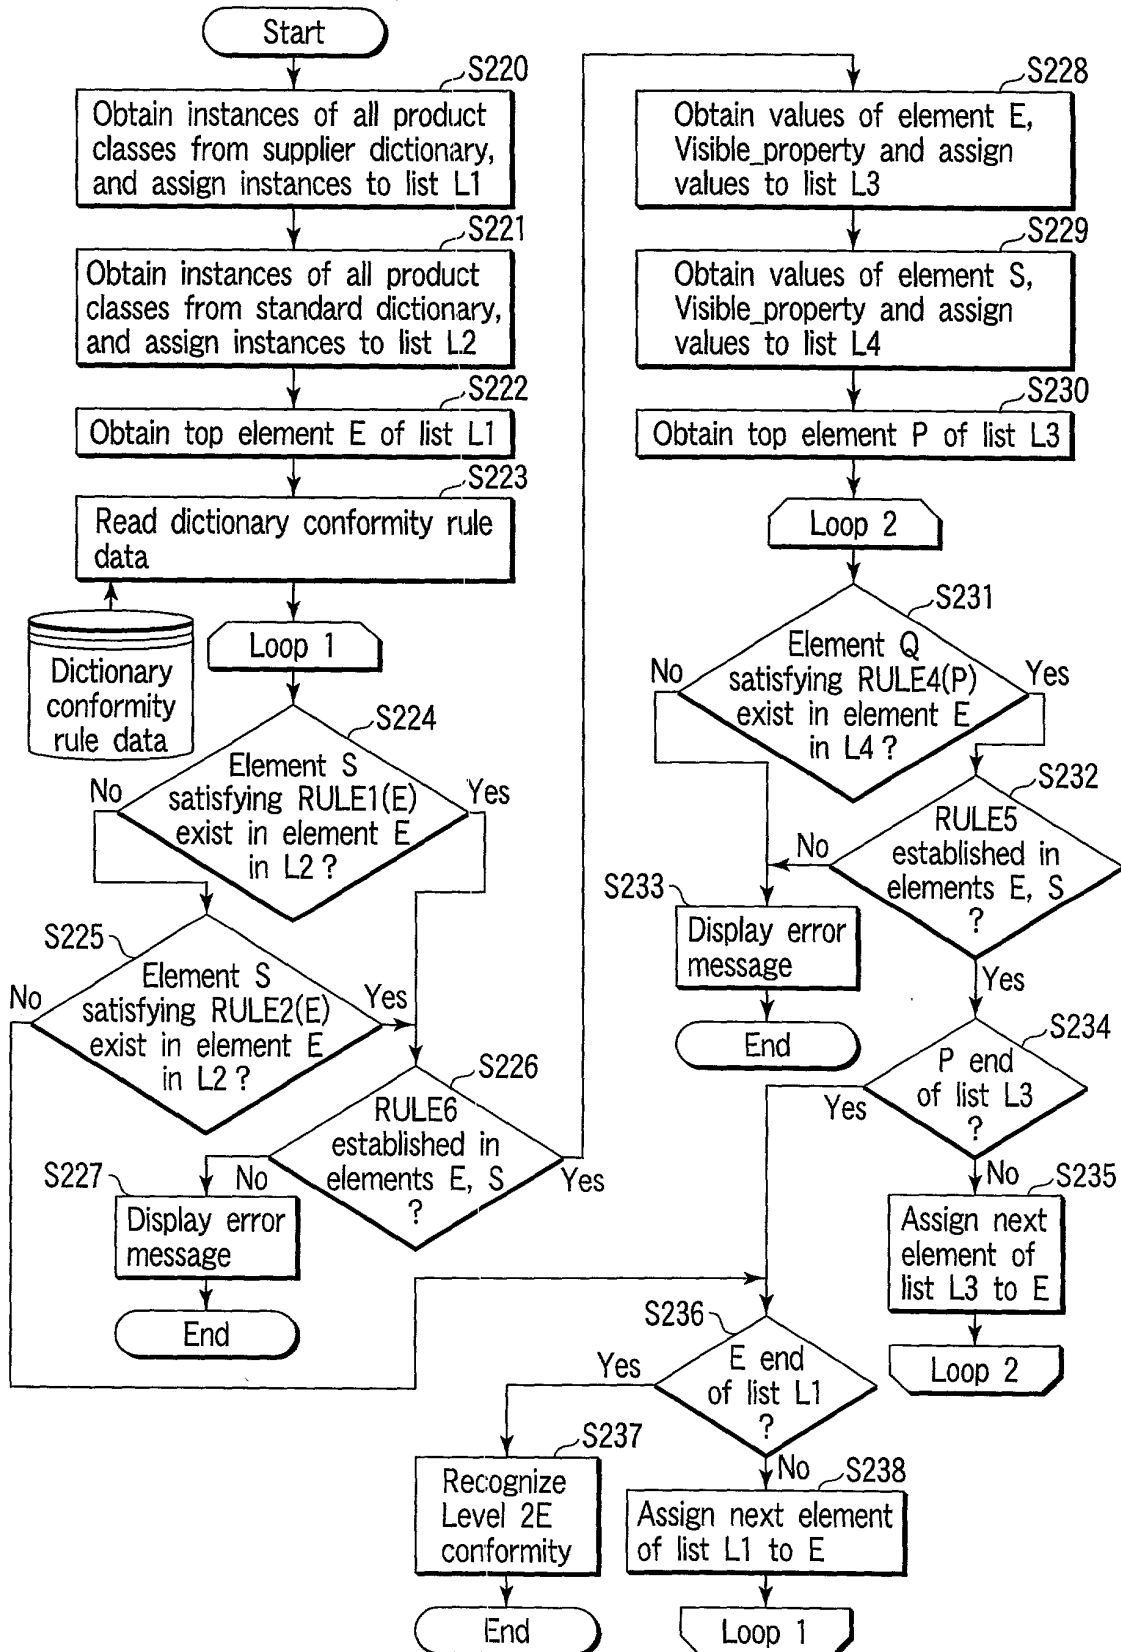 Start
S220
Obtain instances of all product
classes from supplier dictionary,
and assign instances to list L1
S221
Obtain instances of all product
classes from standard dictionary,
and assign instances to list L2
S222
Obtain top element E of list L1
S223
Read dictionary conformity rule
data
Dictionary
conformity
rule data
Loop 1
S224
Element S
satisfying RULE1(E)
exist in element E
in L2 ?
No
Yes
S225
Element S
satisfying RULE2(E)
exist in element E
in L2 ?
No
Yes
S226
RULE6
established in
elements E, S
?
No
Yes
S227
Display error
message
End
S228
Obtain values of element E,
Visible_property and assign
values to list L3
S229
Obtain values of element S,
Visible_property and assign
values to list L4
S230
Obtain top element P of list L3
Loop 2
S231
Element Q
satisfying RULE4(P)
exist in element E
in L4 ?
No
Yes
S232
RULE5
established in
elements E, S
?
No
Yes
S233
Display error
message
End
S234
P end
of list L3
?
Yes
No
S235
Assign next
element of
list L3 to E
Loop 2
S236
E end
of list L1
?
Yes
No
S237
Recognize
Level 2E
conformity
End
S238
Assign next element
of list L1 to E
Loop 1